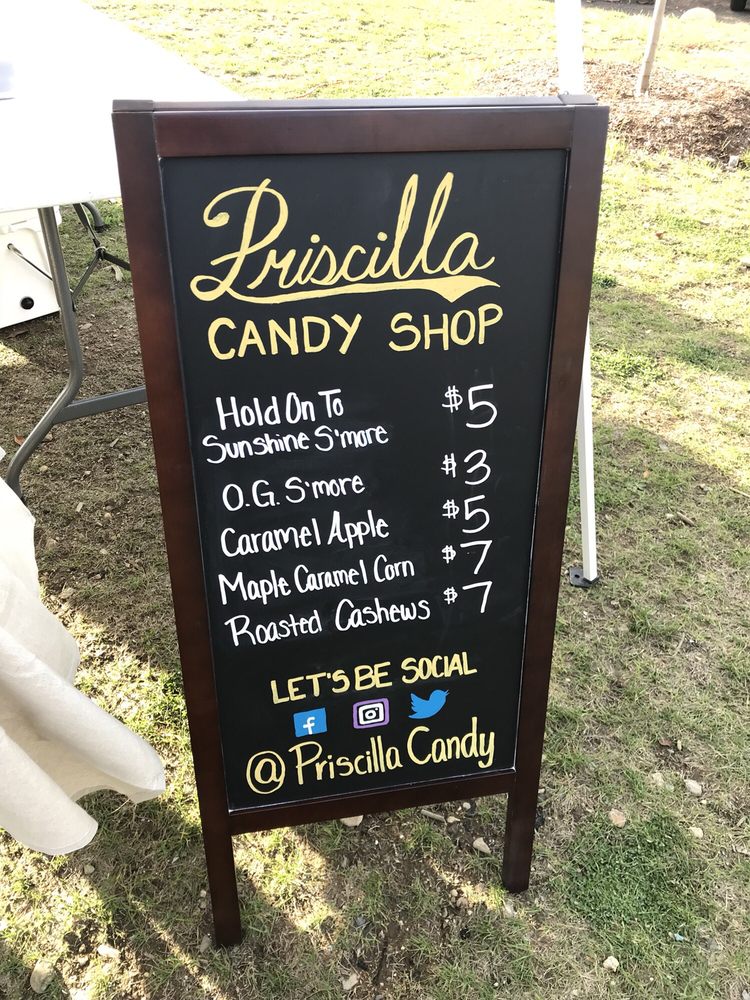 Priscilla
CANDY SHOP
Hold On To $5
Sunshine S'more
O.G. S'more $3
Caramel Apple $5
Maple Caramel Corn $7
Roasted Cashews $7
LET'S BE SOCIAL
f
@Priscilla Candy